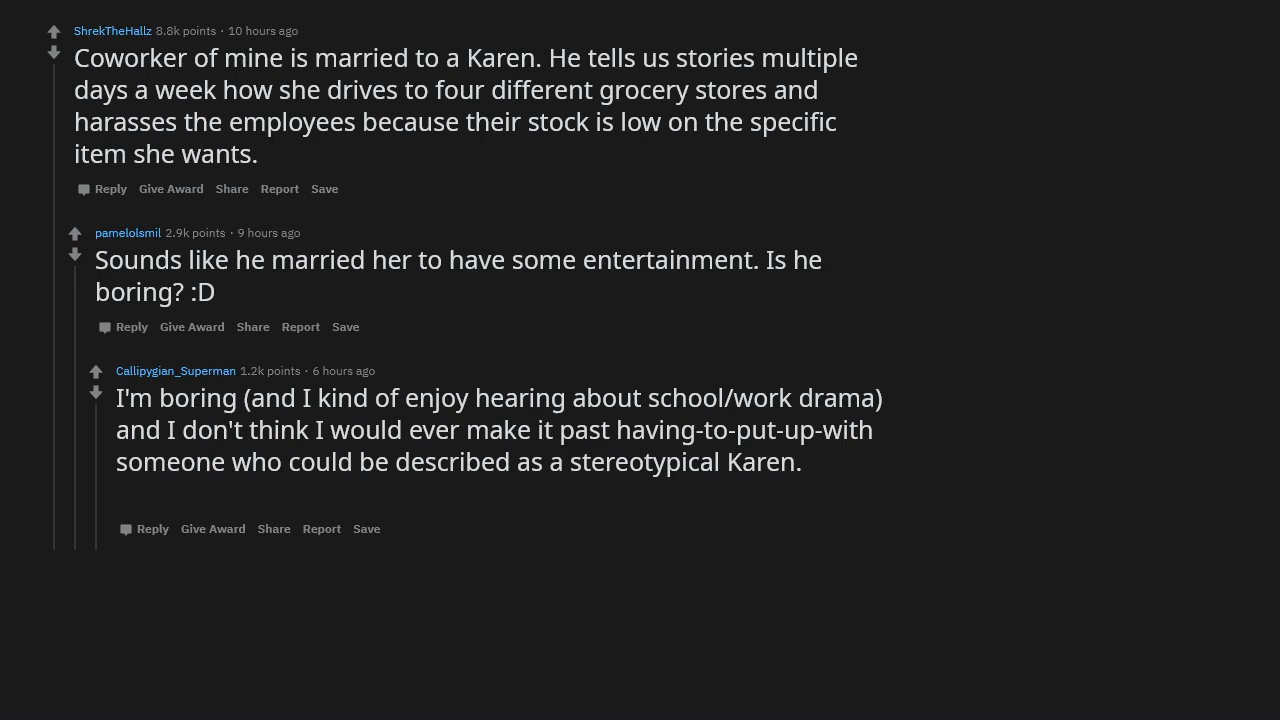 ShrekTheHallz 8.8k points · 10 hours ago
Coworker of mine is married to a Karen. He tells us stories multiple
days a week how she drives to four different grocery stores and
harasses the employees because their stock is low on the specific
item she wants.
Reply Give Award Share Report Save
pamelolsmil 2.9k points · 9 hours ago
Sounds like he married her to have some entertainment. Is he
boring? :D
Reply Give Award Share Report Save
Callipygian_Superman 1.2k points · 6 hours ago
I'm boring (and I kind of enjoy hearing about school/work drama)
and I don't think I would ever make it past having-to-put-up-with
someone who could be described as a stereotypical Karen.
Reply Give Award Share Report Save